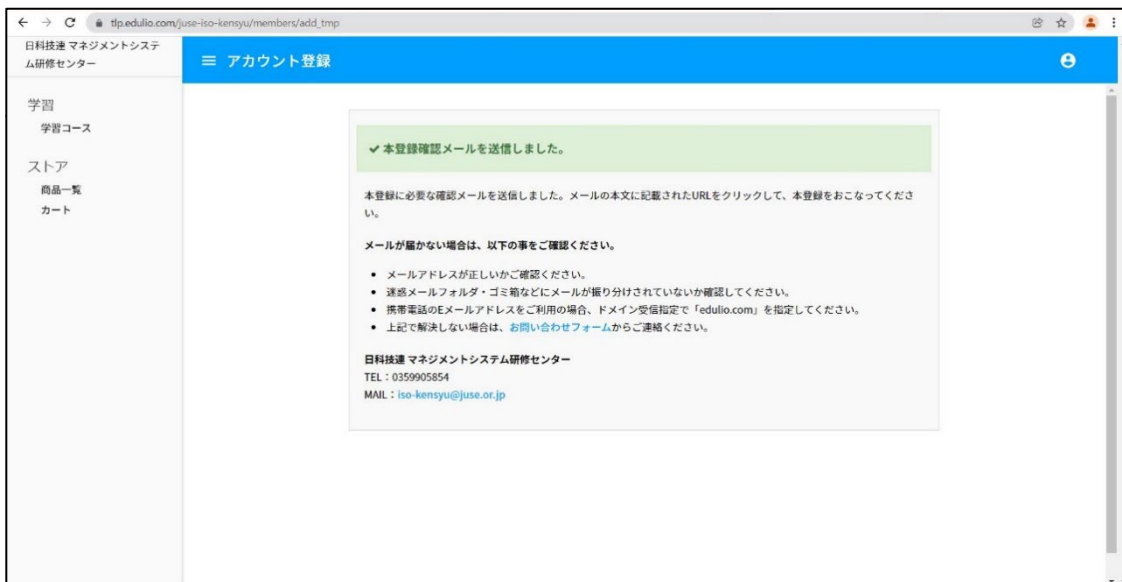 tlp.edulio.com/juse-iso-kensyu/members/add_tmp
日科技連 マネジメントシステ
ム研修センター
アカウント登録
学習
学習コース
ストア
商品一覧
カート
本登録確認メールを送信しました。
本登録に必要な確認メールを送信しました。メールの本文に記載されたURLをクリックして、本登録をおこなってくださ
い。
メールが届かない場合は、以下の事をご確認ください。
メールアドレスが正しいかご確認ください。
迷惑メールフォルダ・ゴミ箱などにメールが振り分けされていないか確認してください。
携帯電話のEメールアドレスをご利用の場合、ドメイン受信指定で「edulio.com」を指定してください。
上記で解決しない場合は、お問い合わせフォームからご連絡ください。
日科技連 マネジメントシステム研修センター
TEL：0359905854
MAIL：iso-kensyu@juse.or.jp